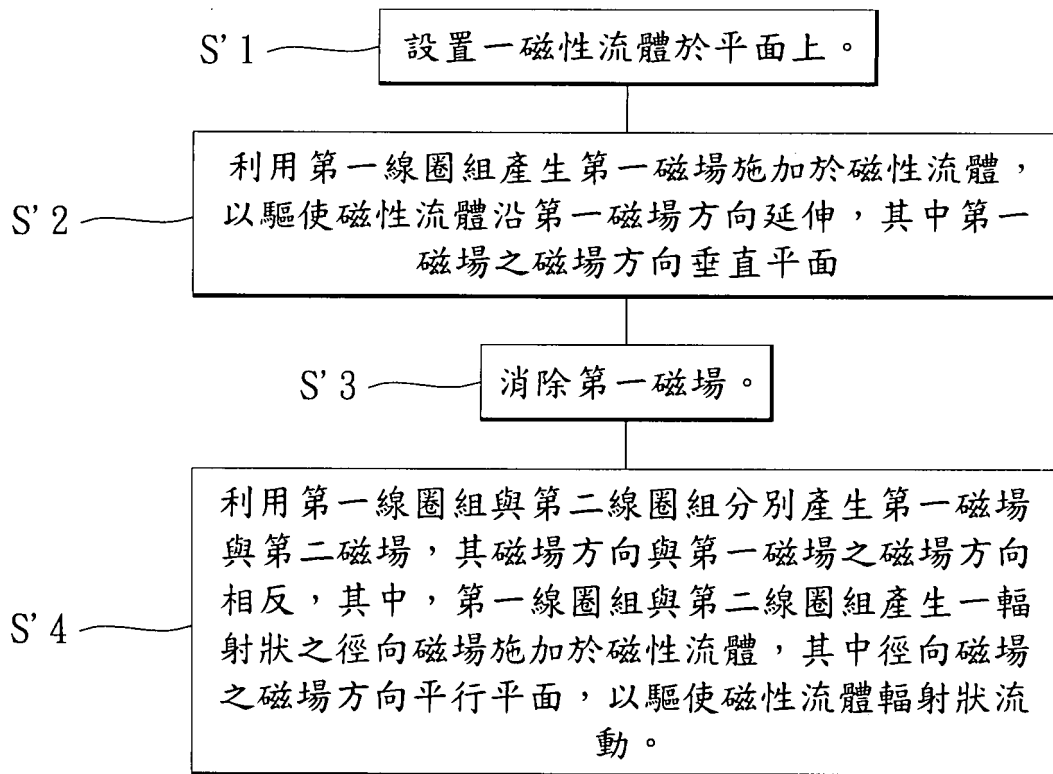 S'1
設置一磁性流體於平面上。
S'2
利用第一線圈組產生第一磁場施加於磁性流體，
以驅使磁性流體沿第一磁場方向延伸，其中第一
磁場之磁場方向垂直平面
S'3
消除第一磁場。
S'4
利用第一線圈組與第二線圈組分別產生第一磁場
與第二磁場，其磁場方向與第一磁場之磁場方向
相反，其中，第一線圈組與第二線圈組產生一輻
射狀之徑向磁場施加於磁性流體，其中徑向磁場
之磁場方向平行平面，以驅使磁性流體輻射狀流
動。